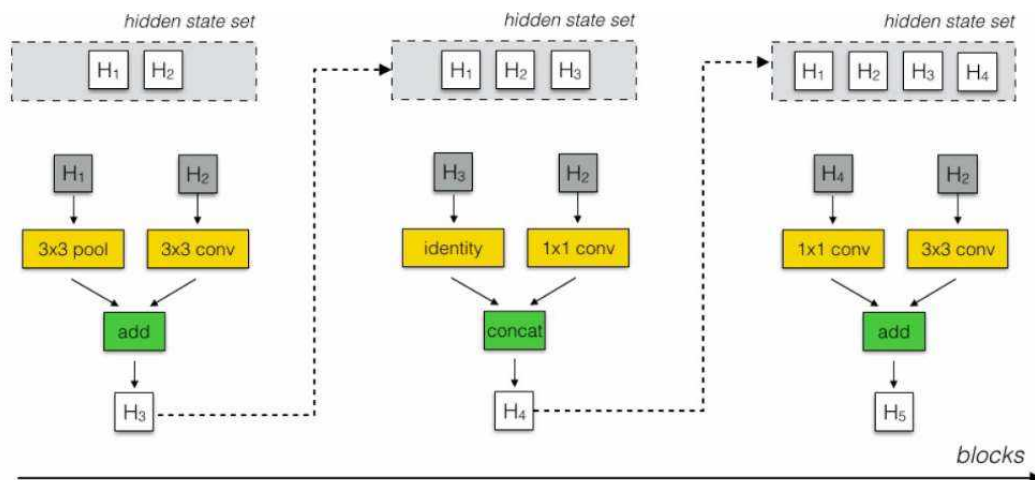 hidden state set hidden state set hidden state set
H₁ H₂ H₁ H₂ H₃ H₁ H₂ H₃ H₄
H₁ H₂ H₃ H₂ H₄ H₂
3x3 pool 3x3 conv identity 1x1 conv 1x1 conv 3x3 conv
add concat add
H₃ H₄ H₅
blocks